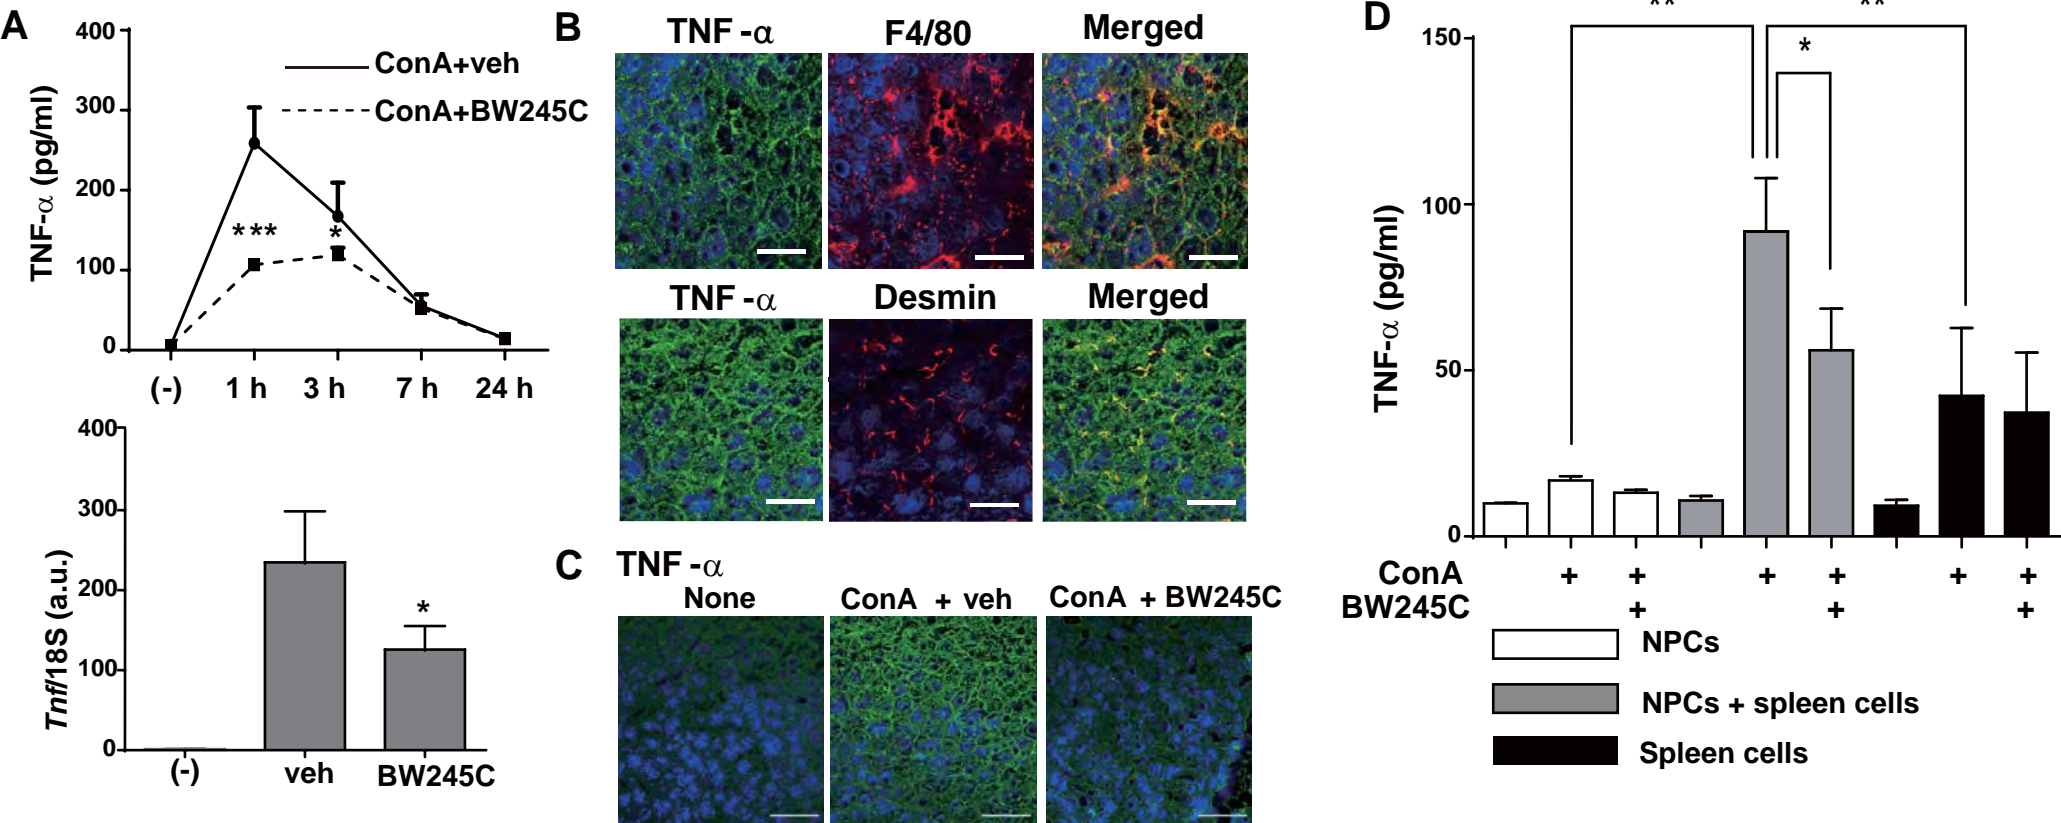 A
400
300
200
100
0
TNF-α (pg/ml)
ConA+veh
ConA+BW245C
***
*
(-) 1 h 3 h 7 h 24 h
400
300
200
100
0
Tnf/18S (a.u.)
*
(-) veh BW245C
B
TNF-α F4/80 Merged
TNF-α Desmin Merged
C
TNF-α
None ConA + veh ConA + BW245C
D
150
100
50
0
TNF-α (pg/ml)
** **
*
ConA + + + + + +
BW245C + + +
NPCs
NPCs + spleen cells
Spleen cells